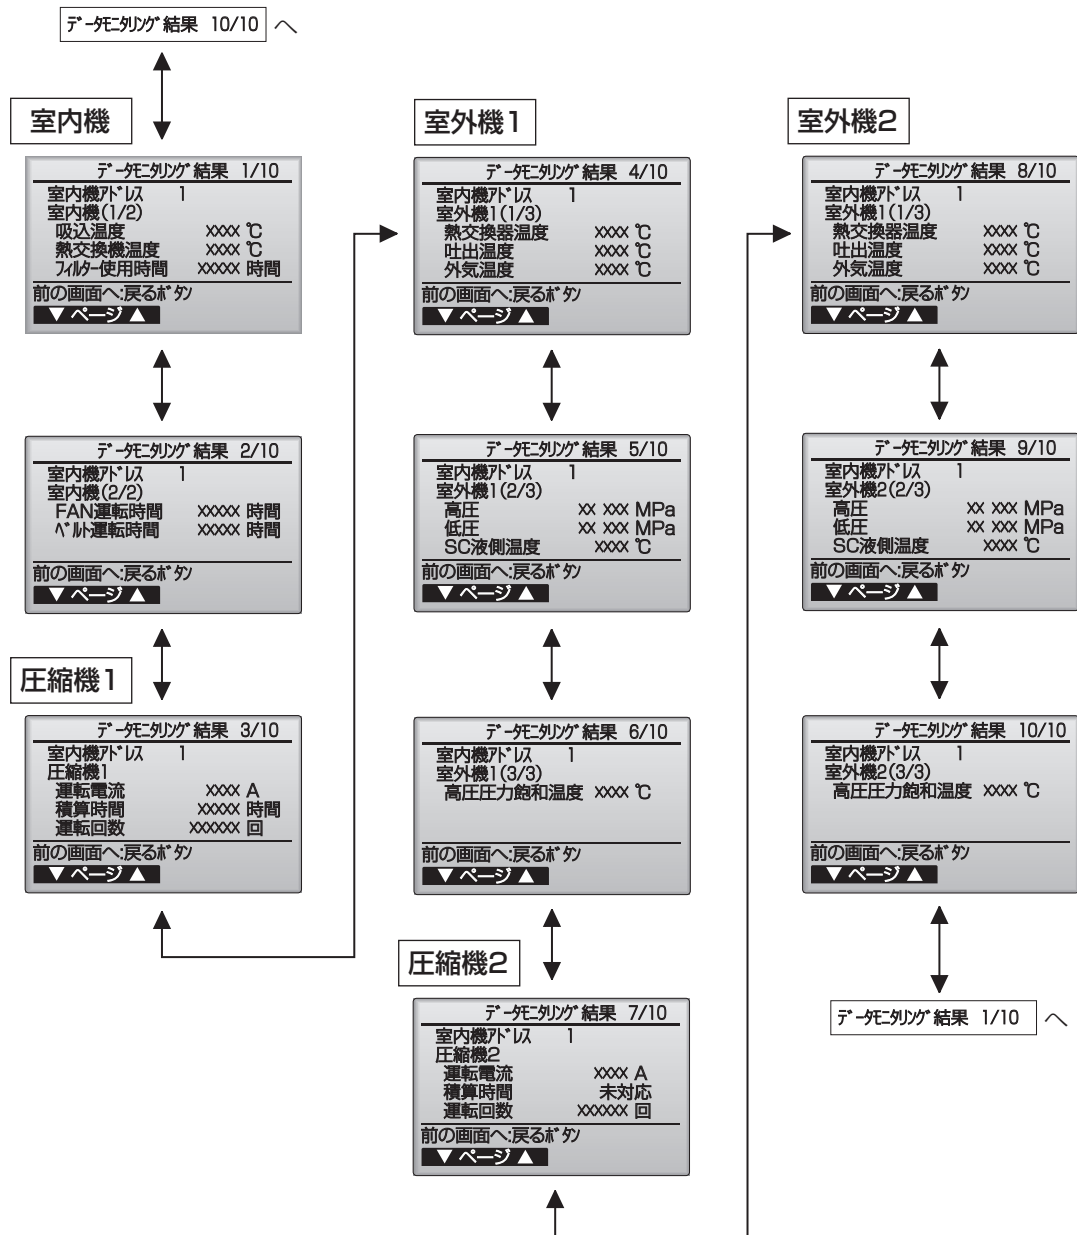 データモニタリング結果 10/10 へ
室内機
データモニタリング結果 1/10
室内機アドレス 1
室内機(1/2)
吸込温度 xxxx ℃
熱交換機温度 xxxx ℃
フィルター使用時間 xxxxx 時間
前の画面へ:戻るボタン
▼ ページ ▲
データモニタリング結果 2/10
室内機アドレス 1
室内機(2/2)
FAN運転時間 xxxxx 時間
ベルト運転時間 xxxxx 時間
前の画面へ:戻るボタン
▼ ページ ▲
圧縮機1
データモニタリング結果 3/10
室内機アドレス 1
圧縮機1
運転電流 xxxx A
積算時間 xxxxx 時間
運転回数 xxxxxx 回
前の画面へ:戻るボタン
▼ ページ ▲
室外機1
データモニタリング結果 4/10
室内機アドレス 1
室外機1(1/3)
熱交換器温度 xxxx ℃
吐出温度 xxxx ℃
外気温度 xxxx ℃
前の画面へ:戻るボタン
▼ ページ ▲
データモニタリング結果 5/10
室内機アドレス 1
室外機1(2/3)
高圧 xx xxx MPa
低圧 xx xxx MPa
SC液側温度 xxxx ℃
前の画面へ:戻るボタン
▼ ページ ▲
データモニタリング結果 6/10
室内機アドレス 1
室外機1(3/3)
高圧圧力飽和温度 xxxx ℃
前の画面へ:戻るボタン
▼ ページ ▲
圧縮機2
データモニタリング結果 7/10
室内機アドレス 1
圧縮機2
運転電流 xxxx A
積算時間 未対応
運転回数 xxxxxx 回
前の画面へ:戻るボタン
▼ ページ ▲
室外機2
データモニタリング結果 8/10
室内機アドレス 1
室外機1(1/3)
熱交換器温度 xxxx ℃
吐出温度 xxxx ℃
外気温度 xxxx ℃
前の画面へ:戻るボタン
▼ ページ ▲
データモニタリング結果 9/10
室内機アドレス 1
室外機2(2/3)
高圧 xx xxx MPa
低圧 xx xxx MPa
SC液側温度 xxxx ℃
前の画面へ:戻るボタン
▼ ページ ▲
データモニタリング結果 10/10
室内機アドレス 1
室外機2(3/3)
高圧圧力飽和温度 xxxx ℃
前の画面へ:戻るボタン
▼ ページ ▲
データモニタリング結果 1/10 へ